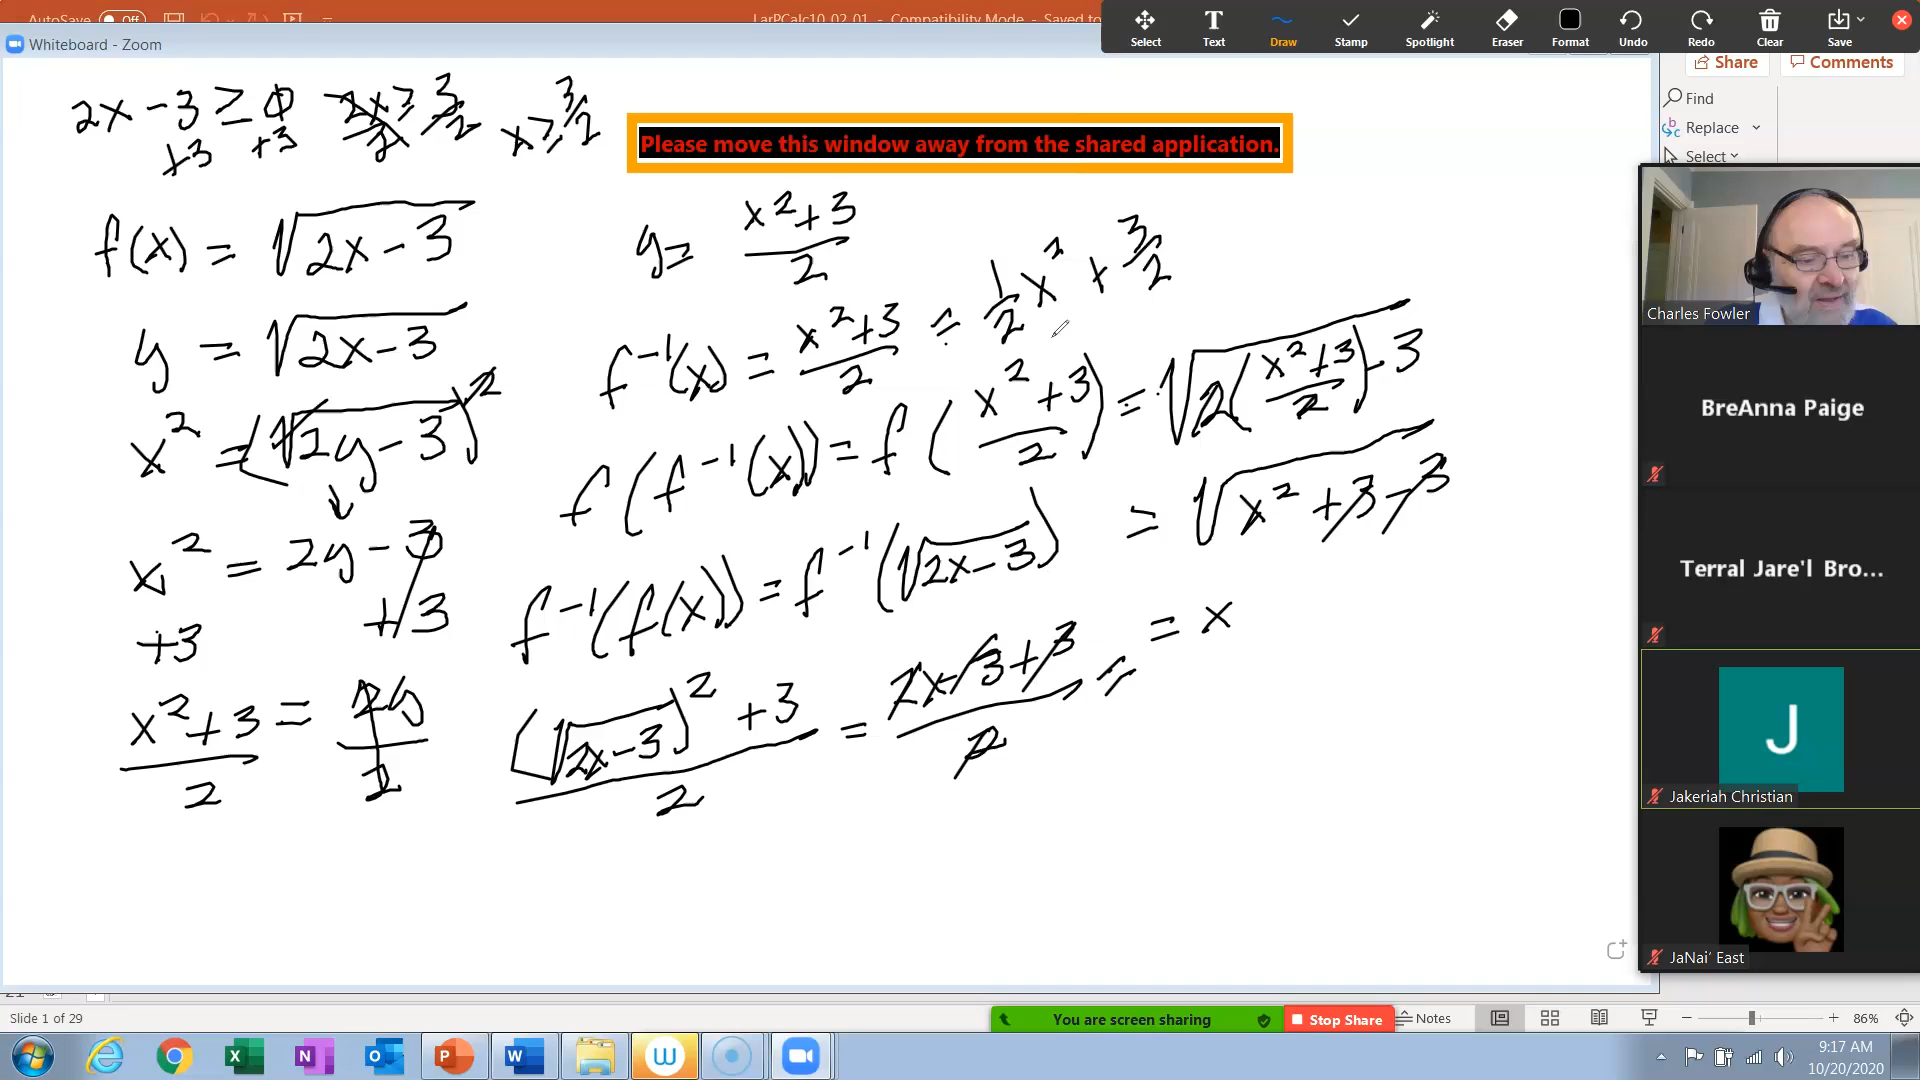 AutoSave Off
LarPCalc10_02_01 - Compatibility Mode - Saved to
Whiteboard - Zoom
Select
Text
Draw
Stamp
Spotlight
Eraser
Format
Undo
Redo
Clear
Save
Share
Comments
Find
Replace
Select
Please move this window away from the shared application.
2x - 3 ≥ 0
+3 +3
2x ≥ 3/2
2
x ≥ 3/2
f(x) = √(2x - 3)
y = √(2x - 3)
x² = (√(2y - 3))²
x² = 2y - 3
+3 +3
(x² + 3)/2 = 2y/2
y = (x² + 3)/2
f⁻¹(x) = (x² + 3)/2 = 1/2 x² + 3/2
f(f⁻¹(x)) = f((x² + 3)/2) = √(2((x² + 3)/2) - 3)
= √(x² + 3 - 3)
= x
f⁻¹(f(x)) = f⁻¹(√(2x - 3))
((√(2x - 3))² + 3)/2 = (2x - 3 + 3)/2 =
Charles Fowler
BreAnna Paige
Terral Jare'l Bro...
J
Jakeriah Christian
JaNai' East
Slide 1 of 29
You are screen sharing
Stop Share
Notes
86%
9:17 AM
10/20/2020